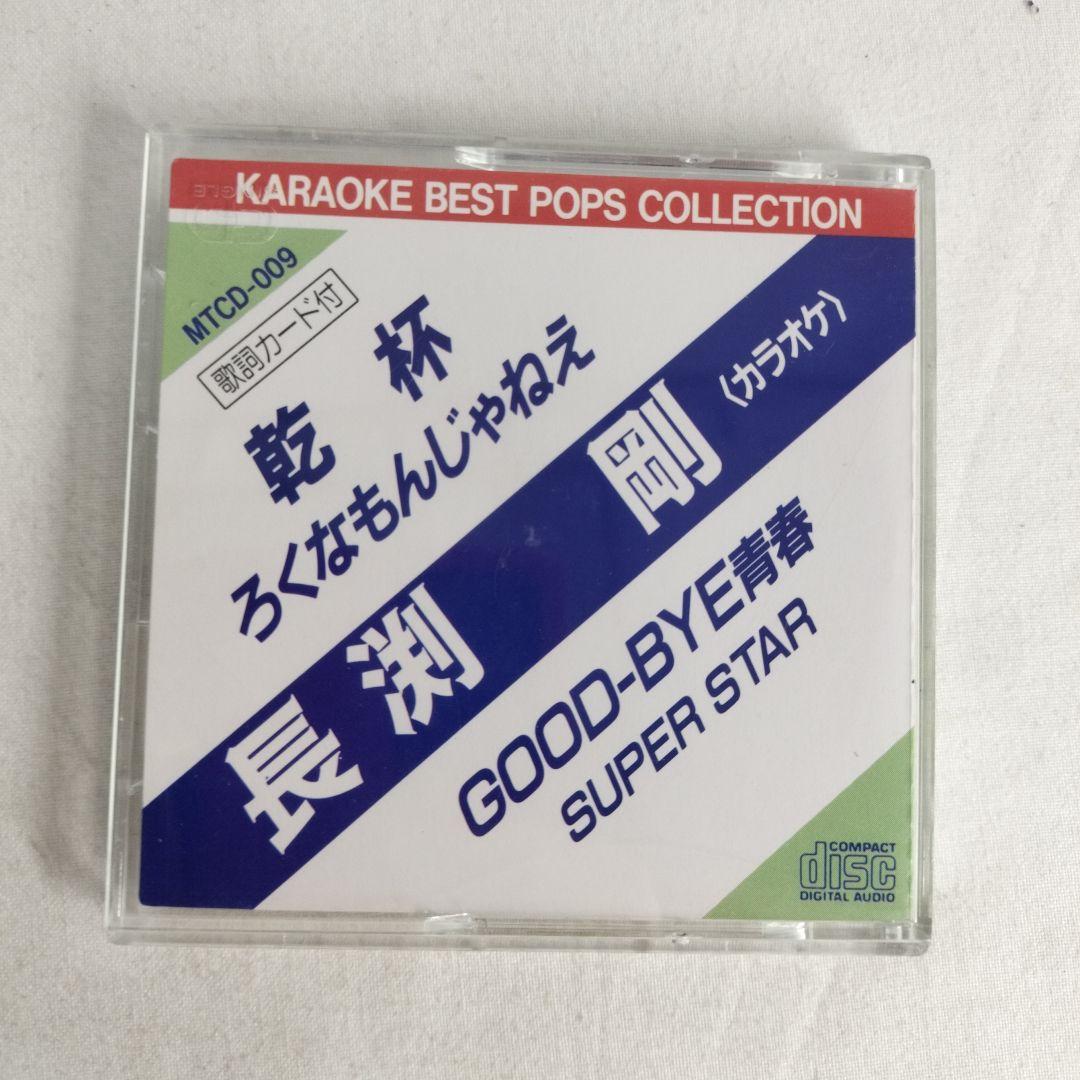 KARAOKE BEST POPS COLLECTION
MTCD-009
歌詞カード付
乾杯
ろくなもんじゃねぇ
長渕 剛
〈カラオケ〉
GOOD-BYE青春
SUPER STAR
COMPACT
disc
DIGITAL AUDIO